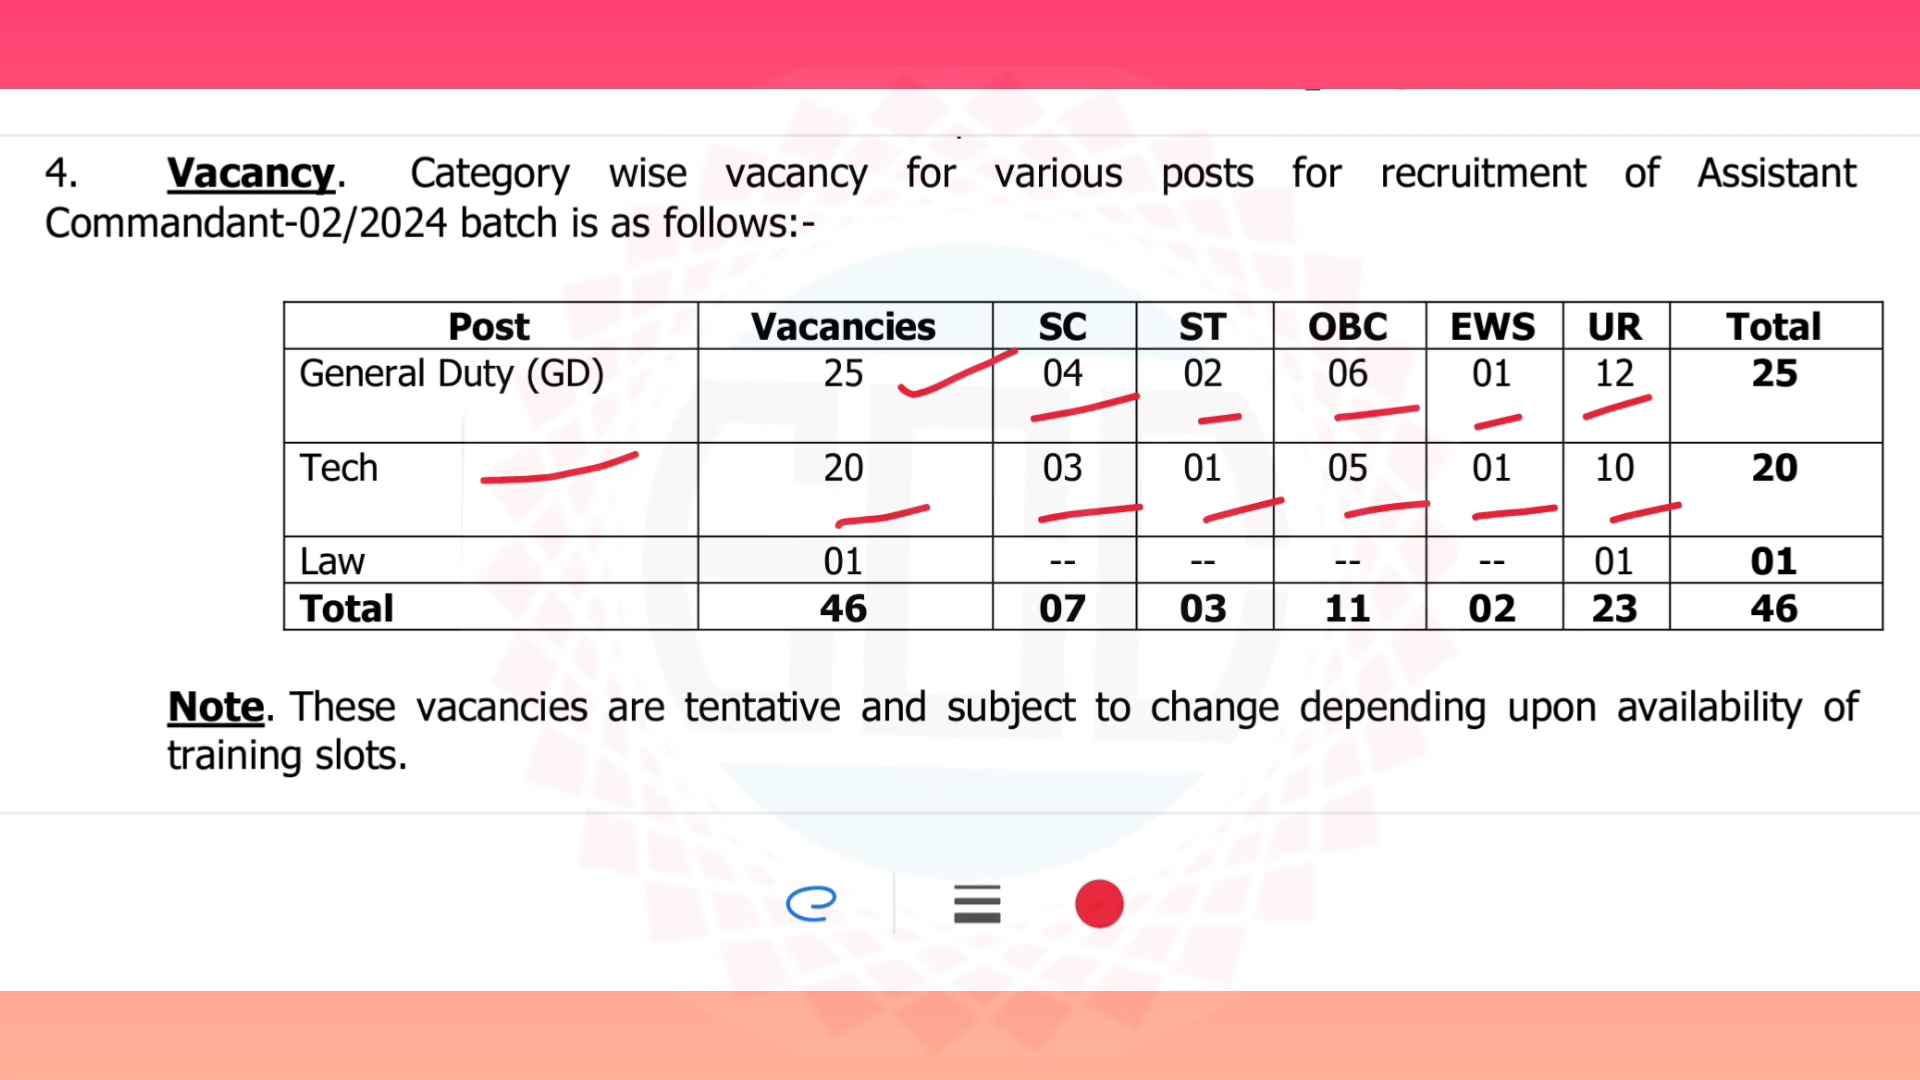 4. Vacancy. Category wise vacancy for various posts for recruitment of Assistant
Commandant-02/2024 batch is as follows:-
Post Vacancies SC ST OBC EWS UR Total
General Duty (GD) 25 04 02 06 01 12 25
Tech 20 03 01 05 01 10 20
Law 01 -- -- -- -- 01 01
Total 46 07 03 11 02 23 46
Note. These vacancies are tentative and subject to change depending upon availability of
training slots.